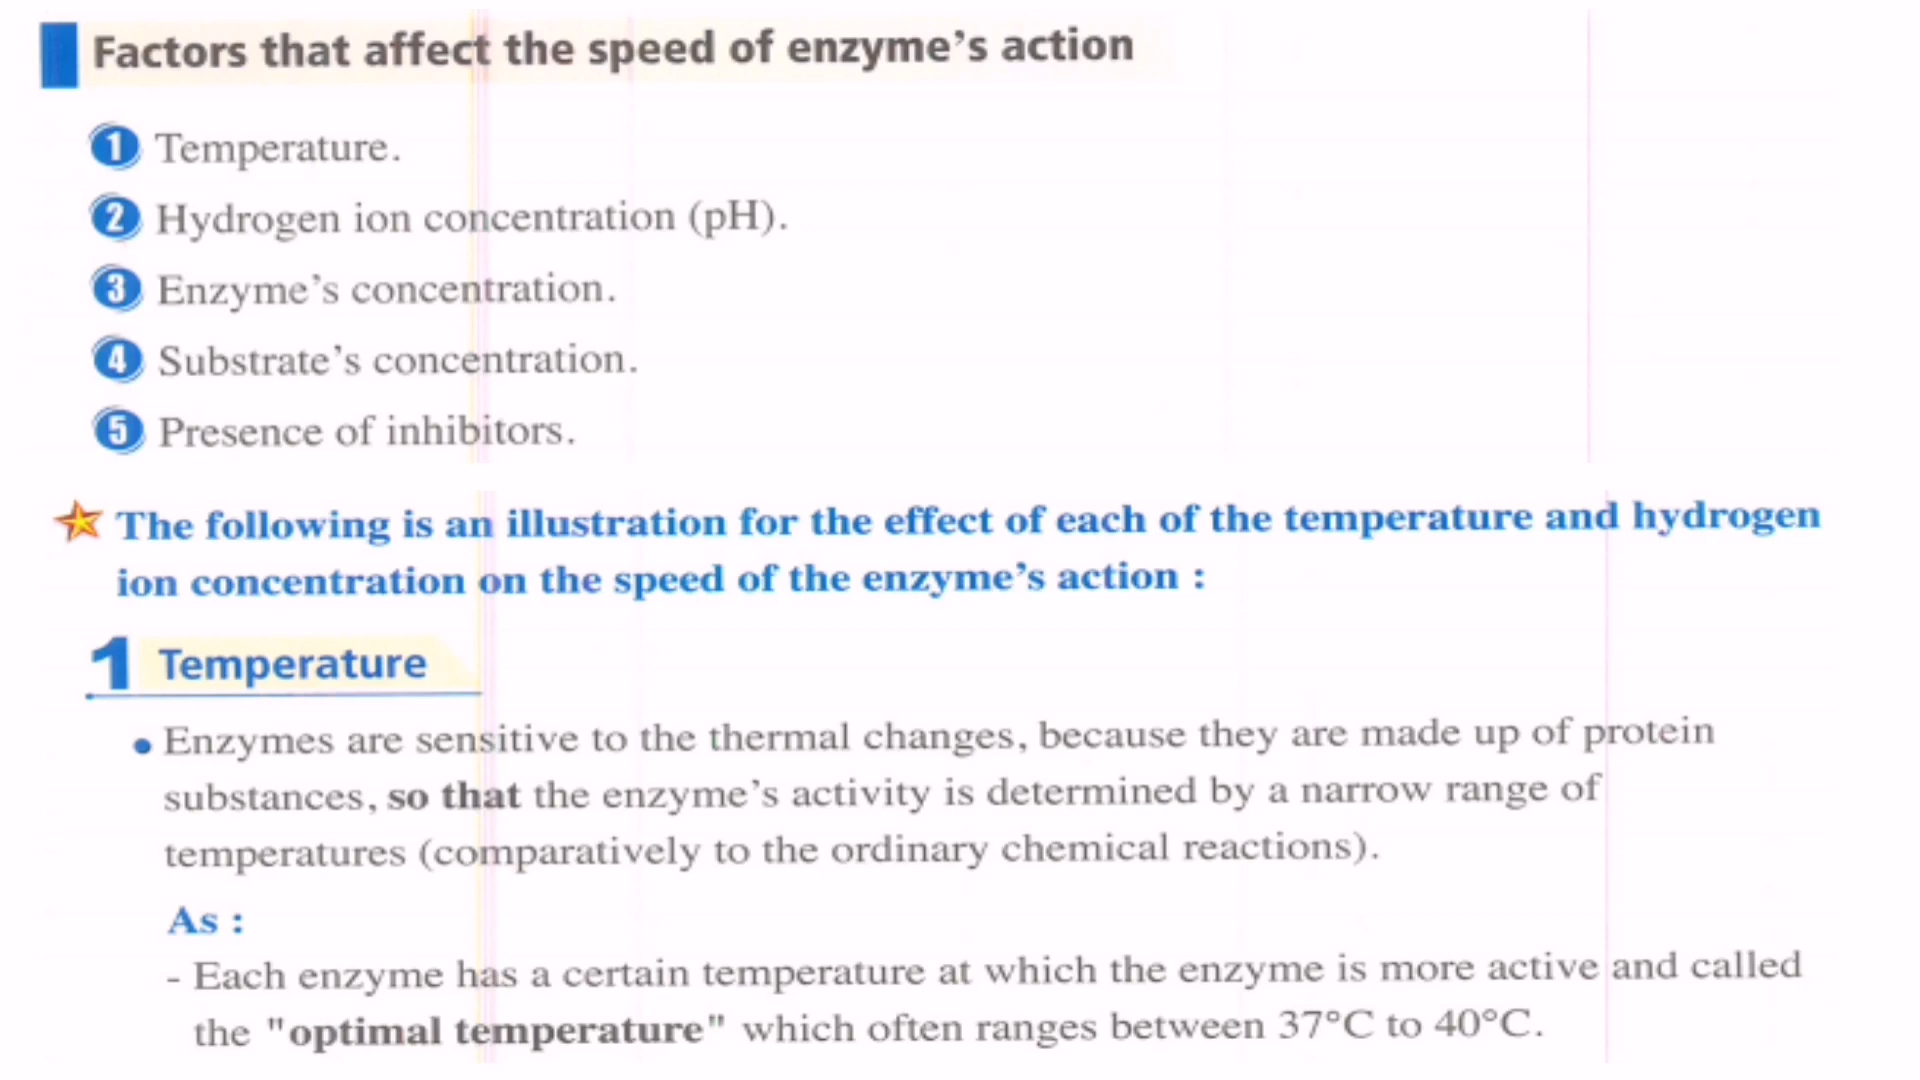 Factors that affect the speed of enzyme's action
1 Temperature.
2 Hydrogen ion concentration (pH).
3 Enzyme's concentration.
4 Substrate's concentration.
5 Presence of inhibitors.
The following is an illustration for the effect of each of the temperature and hydrogen
ion concentration on the speed of the enzyme's action :
1 Temperature
• Enzymes are sensitive to the thermal changes, because they are made up of protein
substances, so that the enzyme's activity is determined by a narrow range of
temperatures (comparatively to the ordinary chemical reactions).
As :
- Each enzyme has a certain temperature at which the enzyme is more active and called
the "optimal temperature" which often ranges between 37°C to 40°C.